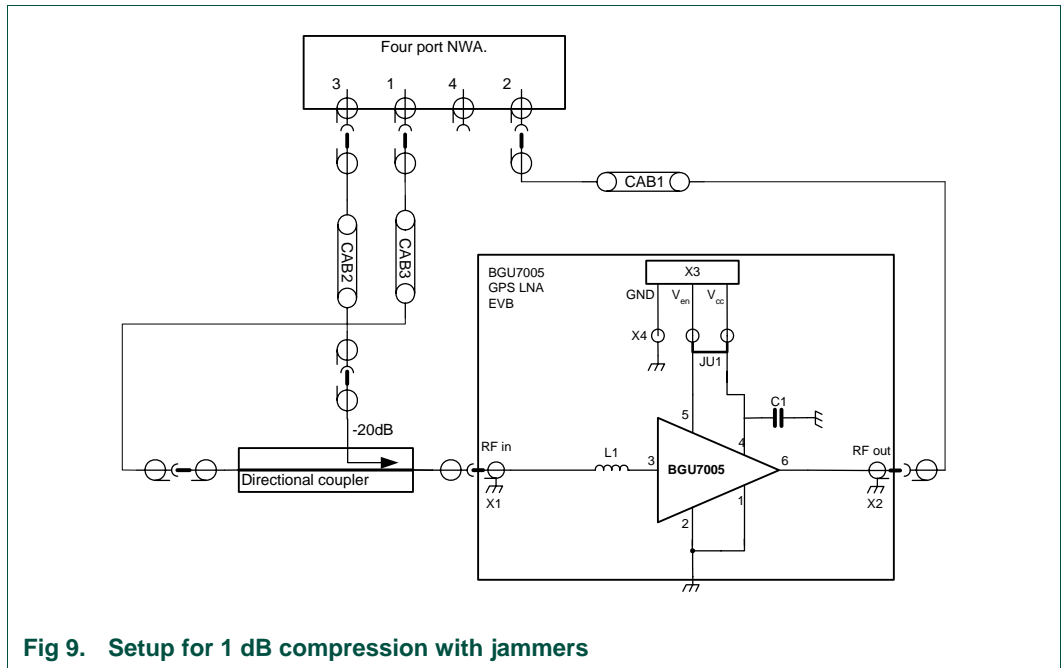 Four port NWA.
3 1 4 2
CAB1
CAB2
CAB3
BGU7005
GPS LNA
EVB
X3
GND Ven Vcc
X4
JU1
C1
5
4
-20dB
RF in
L1
3
BGU7005
6
RF out
Directional coupler
X1
2
1
X2
Fig 9. Setup for 1 dB compression with jammers